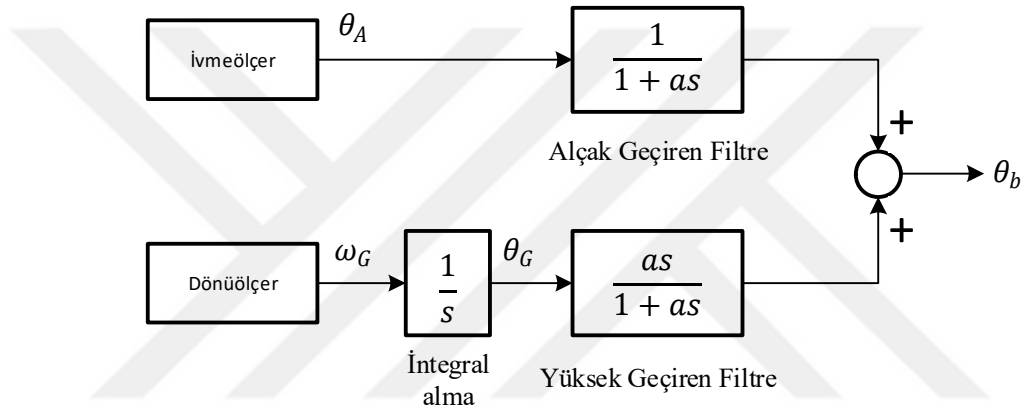 İvmeölçer
θ_A
1
1 + as
Alçak Geçiren Filtre
+
θ_b
+
Dönüölçer
ω_G
1
s
θ_G
as
1 + as
İntegral
alma
Yüksek Geçiren Filtre